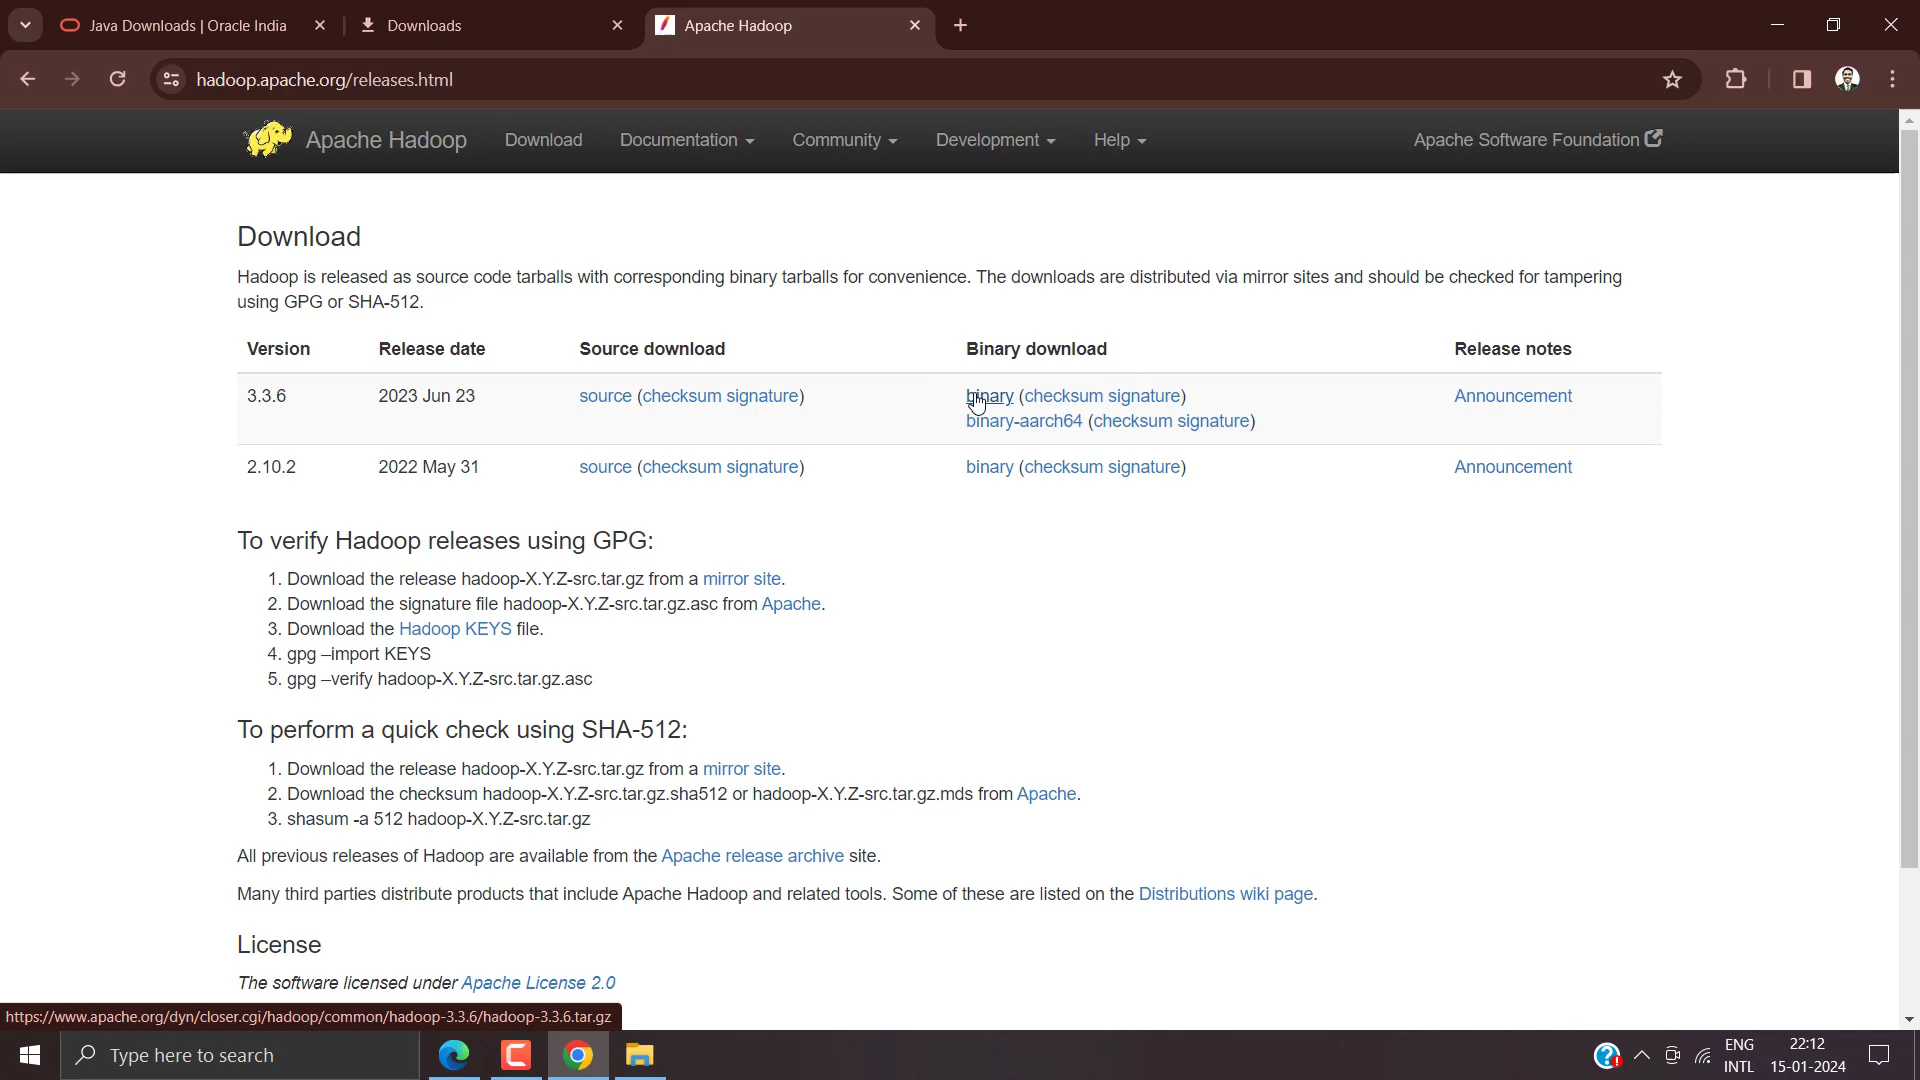 Java Downloads | Oracle India
Downloads
Apache Hadoop
hadoop.apache.org/releases.html
Apache Hadoop Download Documentation Community Development Help Apache Software Foundation
Download
Hadoop is released as source code tarballs with corresponding binary tarballs for convenience. The downloads are distributed via mirror sites and should be checked for tampering
using GPG or SHA-512.
Version Release date Source download Binary download Release notes
3.3.6 2023 Jun 23 source (checksum signature) binary (checksum signature) Announcement
binary-aarch64 (checksum signature)
2.10.2 2022 May 31 source (checksum signature) binary (checksum signature) Announcement
To verify Hadoop releases using GPG:
1. Download the release hadoop-X.Y.Z-src.tar.gz from a mirror site.
2. Download the signature file hadoop-X.Y.Z-src.tar.gz.asc from Apache.
3. Download the Hadoop KEYS file.
4. gpg –import KEYS
5. gpg –verify hadoop-X.Y.Z-src.tar.gz.asc
To perform a quick check using SHA-512:
1. Download the release hadoop-X.Y.Z-src.tar.gz from a mirror site.
2. Download the checksum hadoop-X.Y.Z-src.tar.gz.sha512 or hadoop-X.Y.Z-src.tar.gz.mds from Apache.
3. shasum -a 512 hadoop-X.Y.Z-src.tar.gz
All previous releases of Hadoop are available from the Apache release archive site.
Many third parties distribute products that include Apache Hadoop and related tools. Some of these are listed on the Distributions wiki page.
License
The software licensed under Apache License 2.0
https://www.apache.org/dyn/closer.cgi/hadoop/common/hadoop-3.3.6/hadoop-3.3.6.tar.gz
Type here to search
ENG
INTL
22:12
15-01-2024